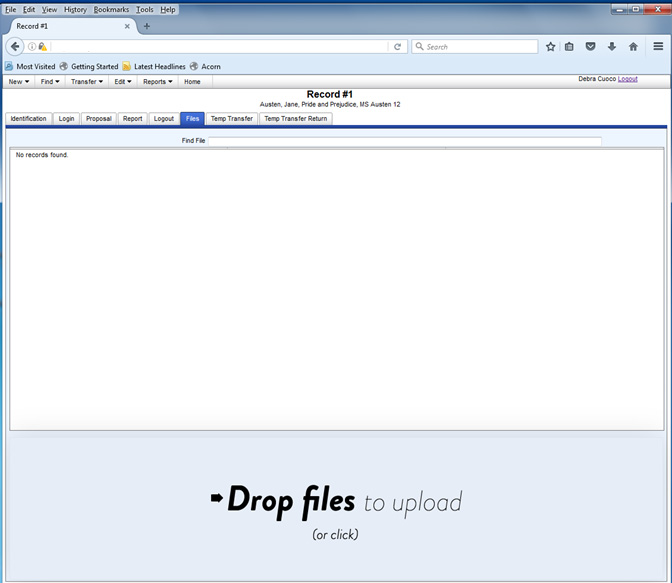 File Edit View History Bookmarks Tools Help
Record #1
Search
Most Visited Getting Started Latest Headlines Acorn
New Find Transfer Edit Reports Home Debra Cuoco Logout
Record #1
Austen, Jane, Pride and Prejudice, MS Austen 12
Identification Login Proposal Report Logout Files Temp Transfer Temp Transfer Return
Find File
No records found.
Drop files to upload
(or click)